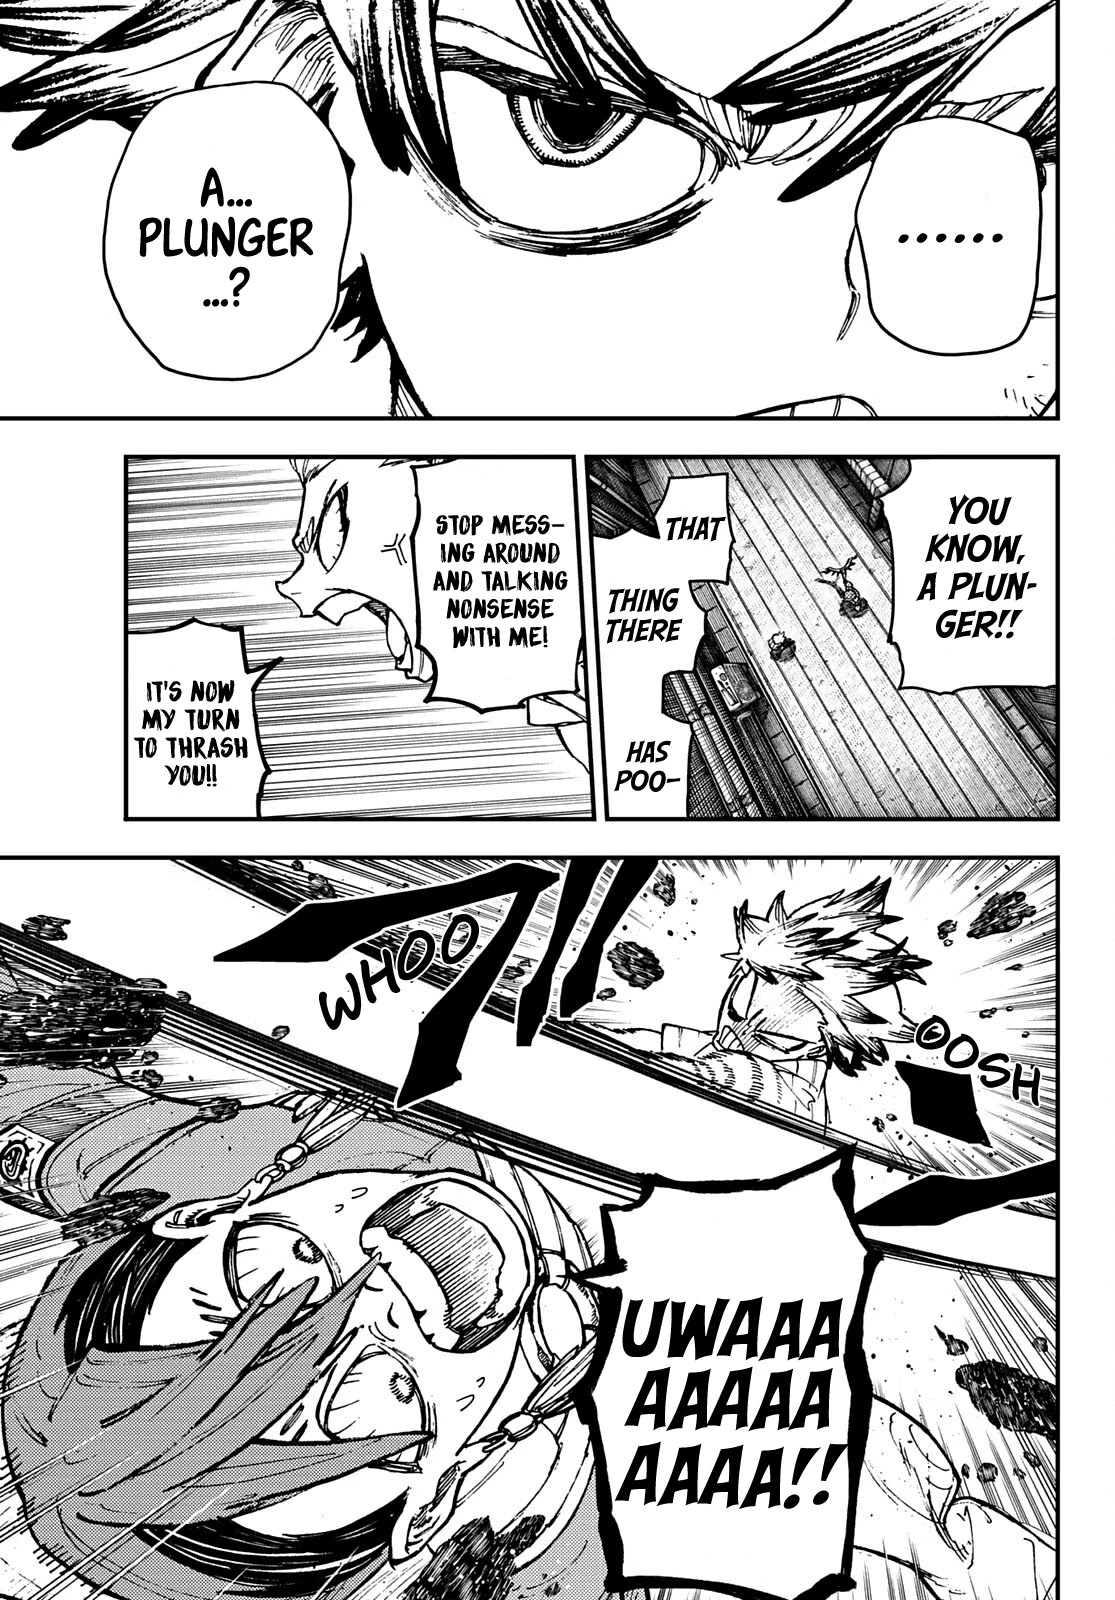 ......
A...
PLUNGER
...?
YOU
KNOW,
A PLUN-
GER!!
THAT
THING
THERE
HAS
POO-
STOP MESS-
ING AROUND
AND TALKING
NONSENSE
WITH ME!
IT'S NOW
MY TURN
TO THRASH
YOU!!
WHOO
OOSH
UWAAA
AAAAA
AAAA!!